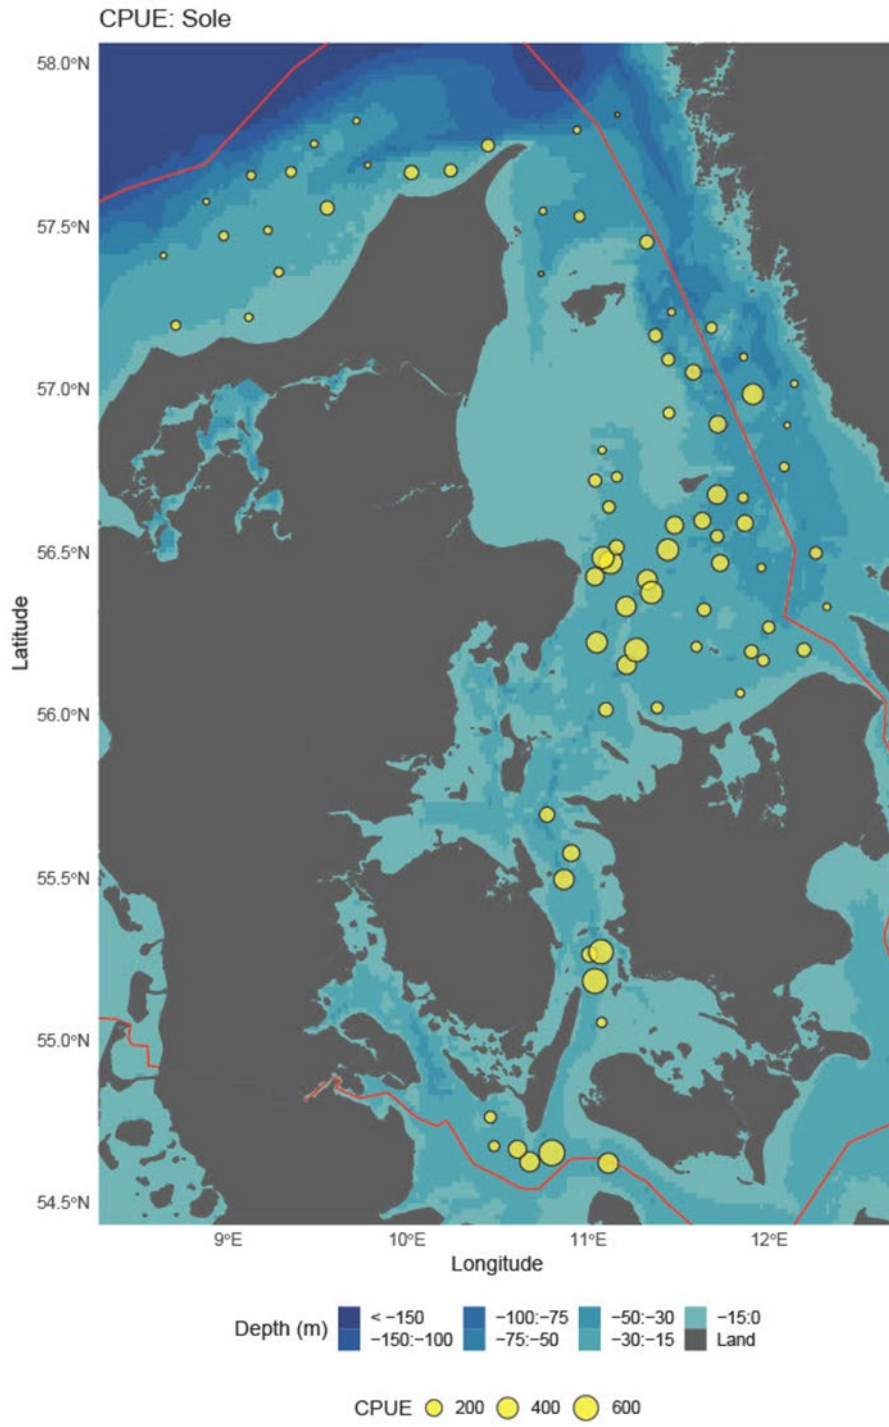 CPUE: Sole
58.0°N
57.5°N
57.0°N
56.5°N
56.0°N
55.5°N
55.0°N
54.5°N
Latitude
9°E 10°E 11°E 12°E
Longitude
Depth (m) < −150 −100:−75 −50:−30 −15:0
−150:−100 −75:−50 −30:−15 Land
CPUE 200 400 600